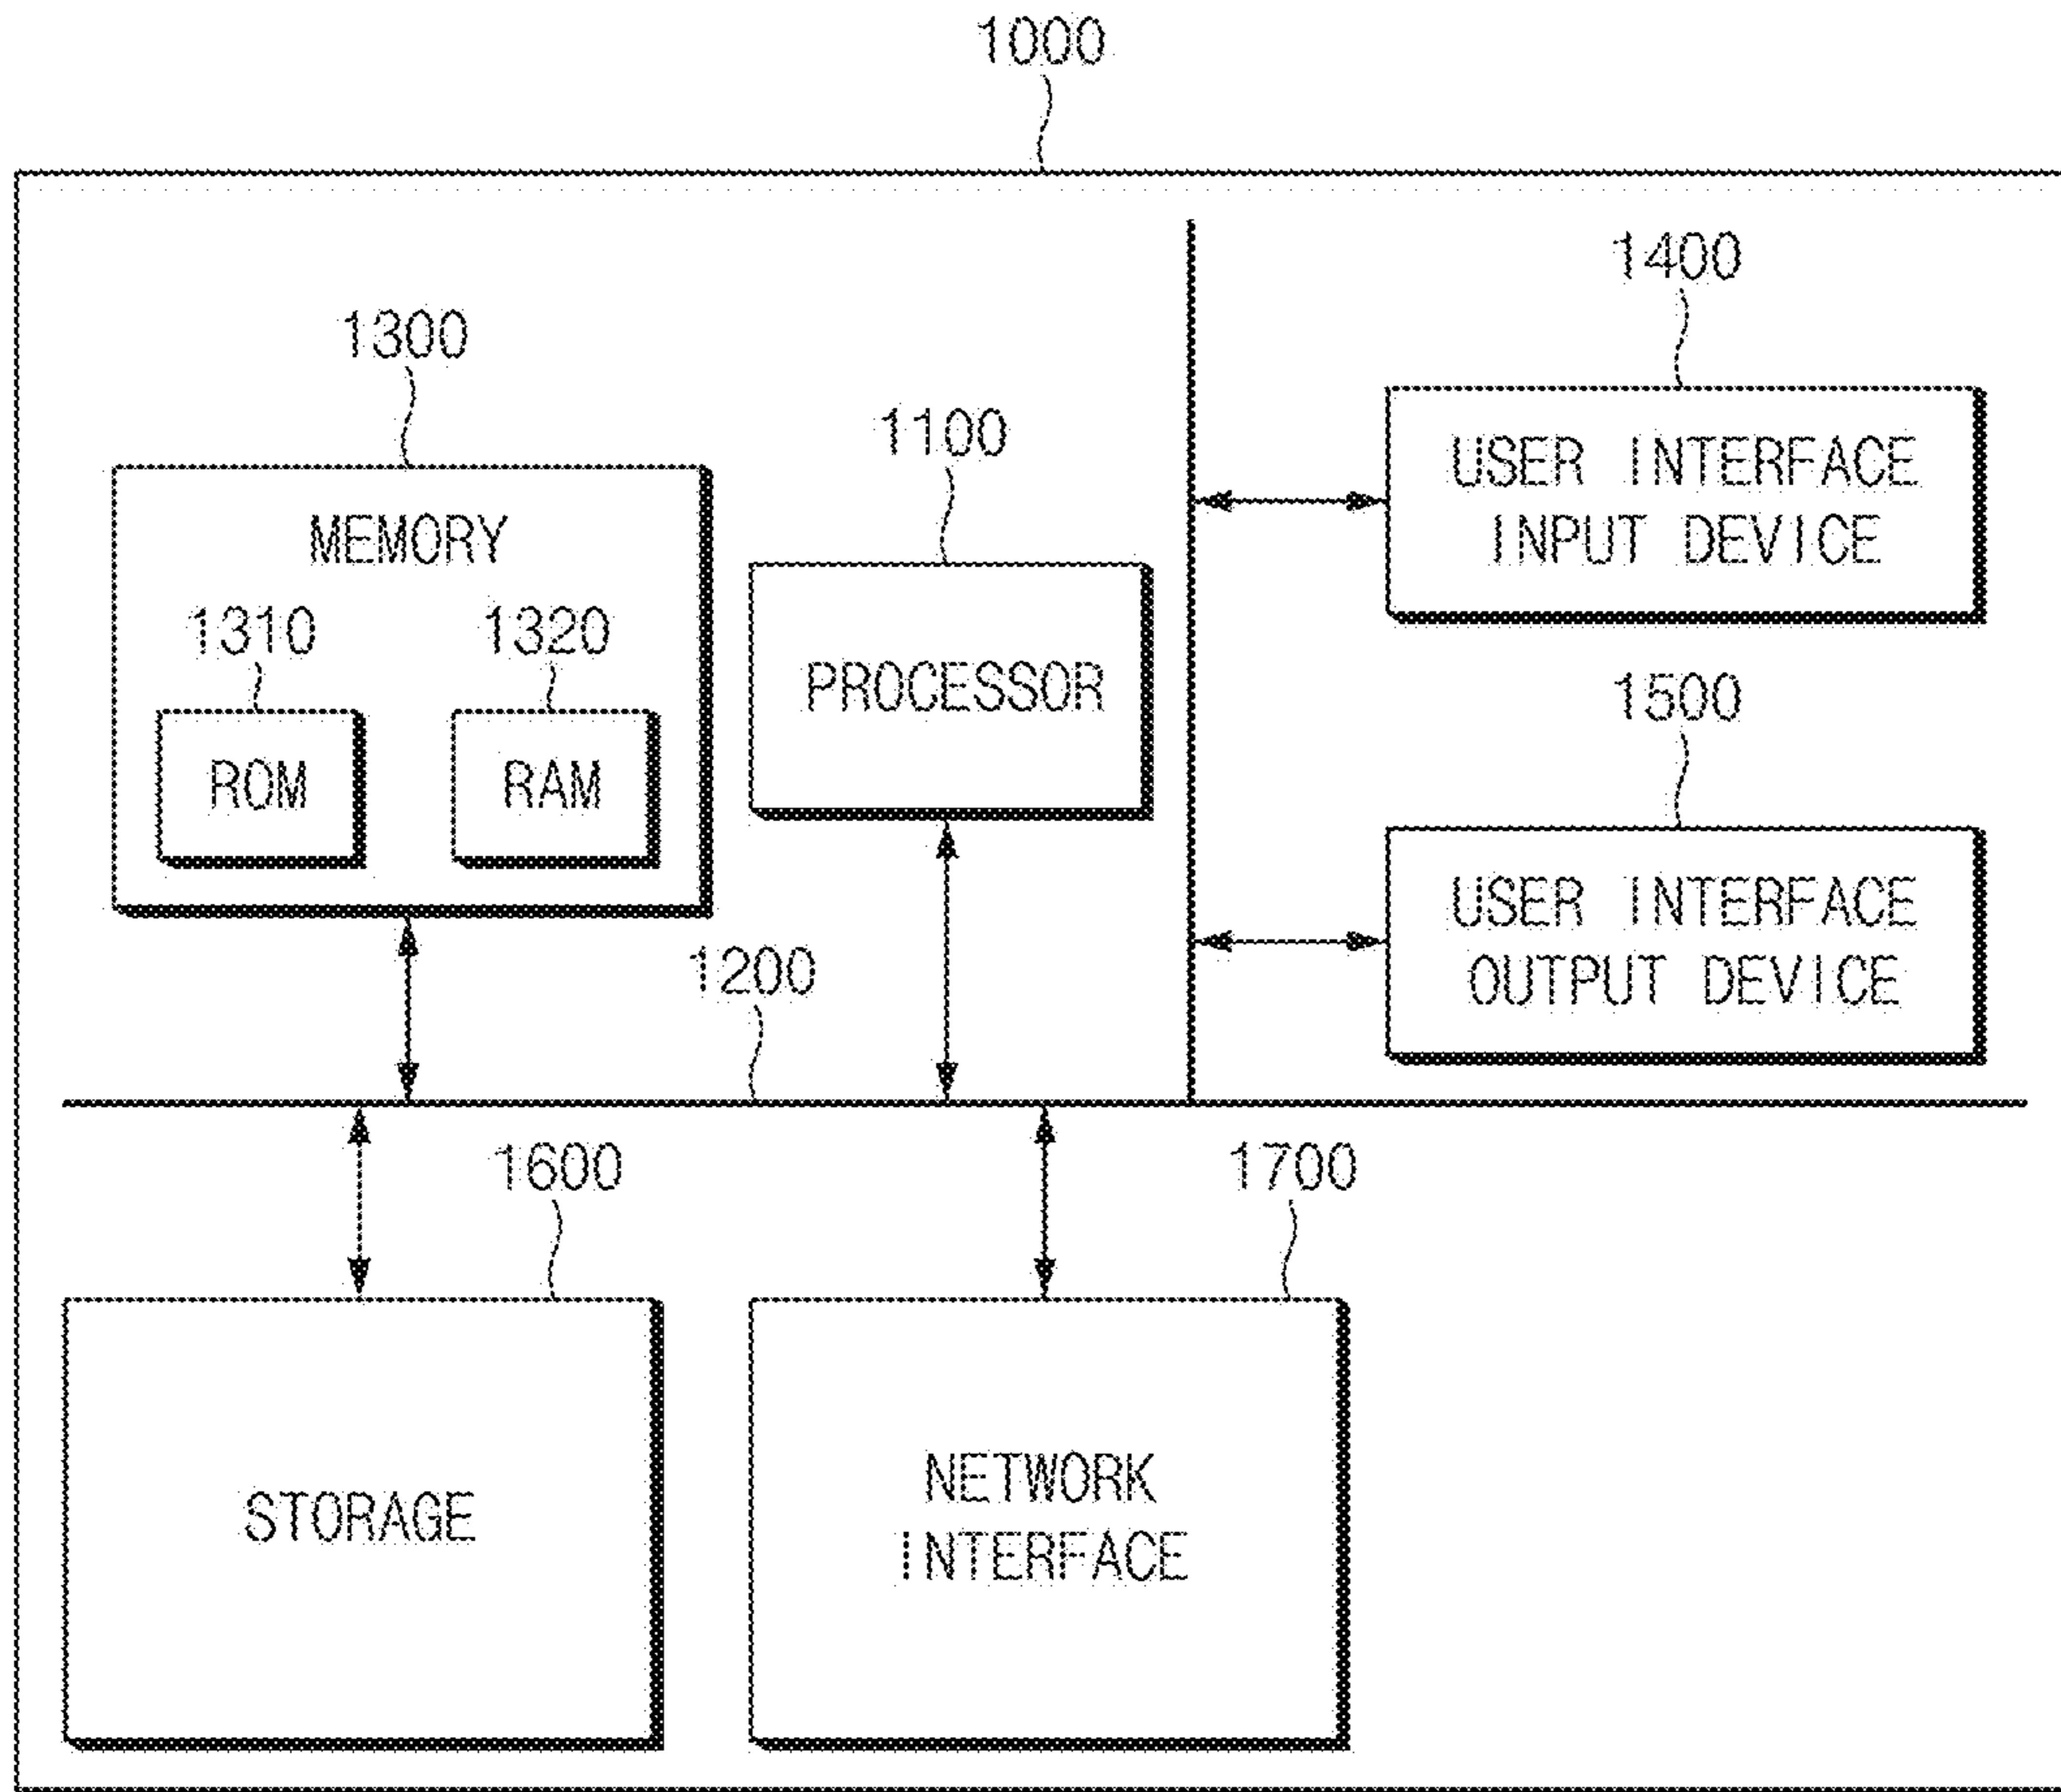 1000
1400
1300
1100
USER INTERFACE
INPUT DEVICE
MEMORY
1310
1320
PROCESSOR
1500
ROM
RAM
USER INTERFACE
OUTPUT DEVICE
1200
1600
1700
STORAGE
NETWORK
INTERFACE